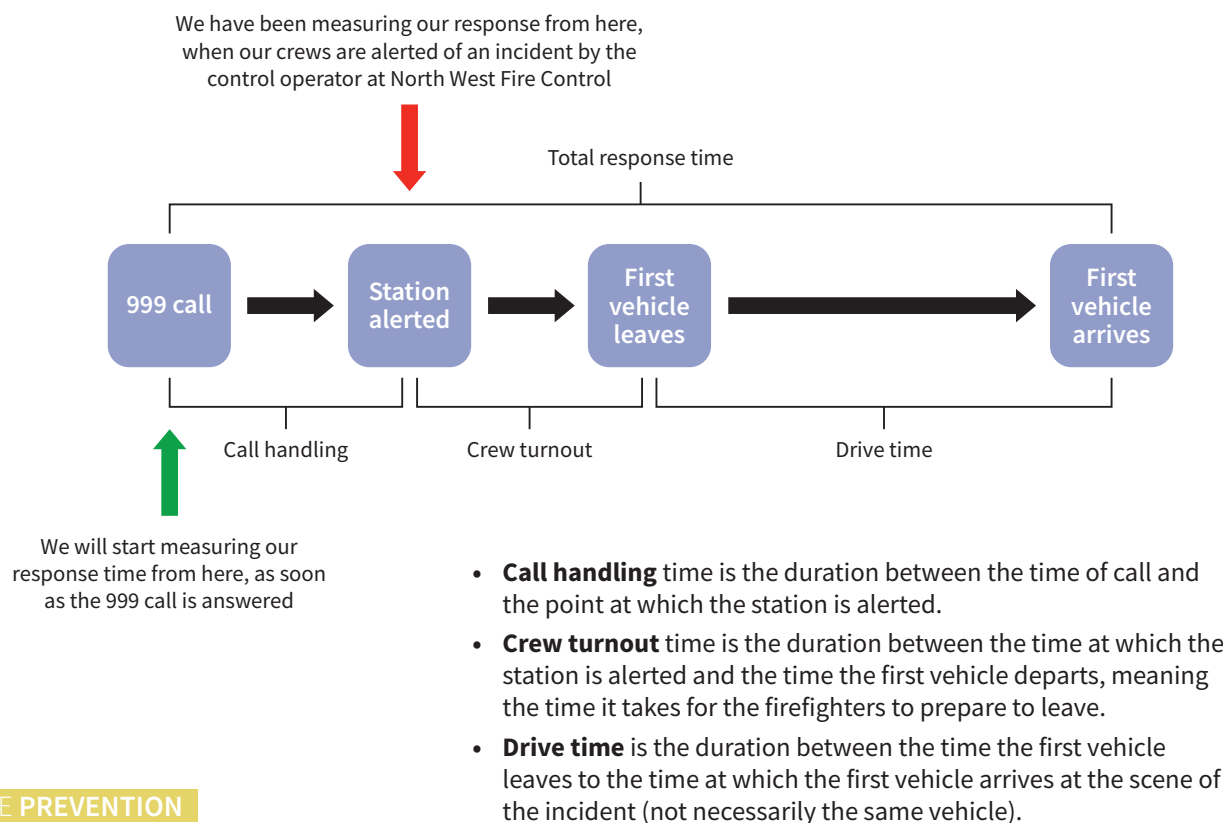 We have been measuring our response from here,
when our crews are alerted of an incident by the
control operator at North West Fire Control
Total response time
999 call
Station
alerted
First
vehicle
leaves
First
vehicle
arrives
Call handling
Crew turnout
Drive time
We will start measuring our
response time from here, as soon
as the 999 call is answered
• Call handling time is the duration between the time of call and
the point at which the station is alerted.
• Crew turnout time is the duration between the time at which the
station is alerted and the time the first vehicle departs, meaning
the time it takes for the firefighters to prepare to leave.
• Drive time is the duration between the time the first vehicle
leaves to the time at which the first vehicle arrives at the scene of
the incident (not necessarily the same vehicle).
E PREVENTION